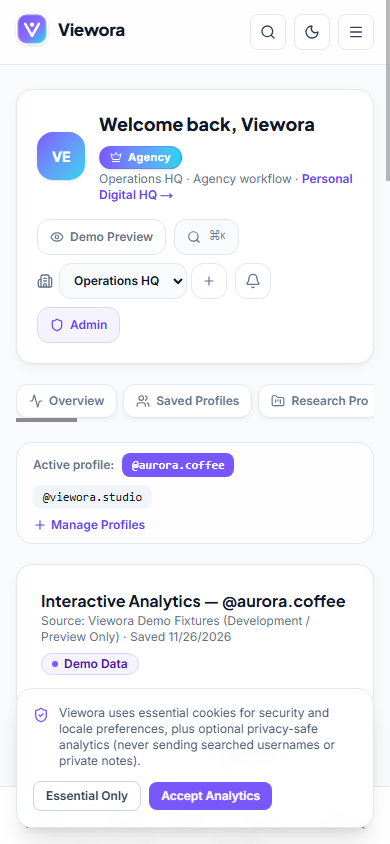 Viewora
Welcome back, Viewora
VE
Agency
Operations HQ · Agency workflow · Personal
Digital HQ →
Demo Preview
⌘K
Operations HQ
Admin
Overview
Saved Profiles
Research Pro
Active profile:
@aurora.coffee
@viewora.studio
+ Manage Profiles
Interactive Analytics — @aurora.coffee
Source: Viewora Demo Fixtures (Development /
Preview Only) · Saved 11/26/2026
Demo Data
Viewora uses essential cookies for security and
locale preferences, plus optional privacy-safe
analytics (never sending searched usernames or
private notes).
Essential Only
Accept Analytics